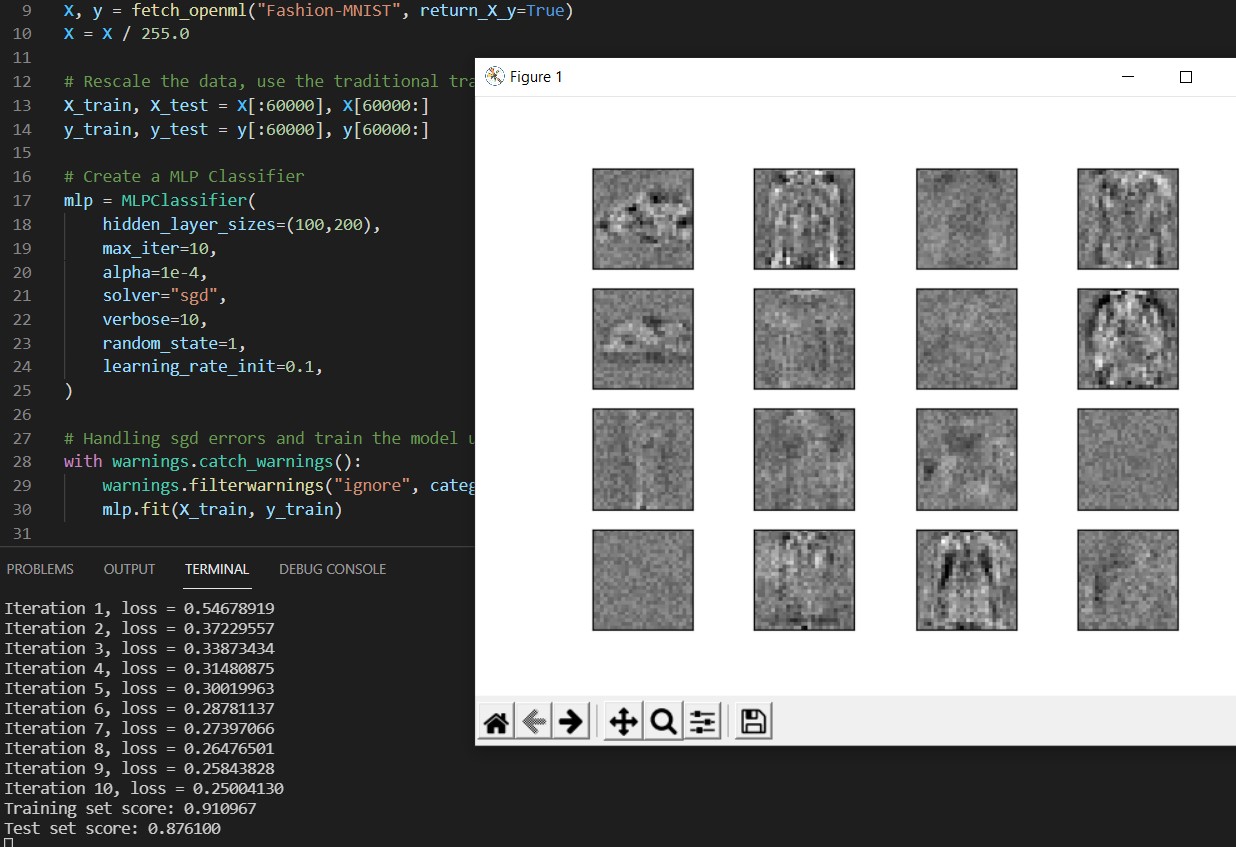 9 X, y = fetch_openml("Fashion-MNIST", return_X_y=True)
10 X = X / 255.0
11
12 # Rescale the data, use the traditional tra
13 X_train, X_test = X[:60000], X[60000:]
14 y_train, y_test = y[:60000], y[60000:]
15
16 # Create a MLP Classifier
17 mlp = MLPClassifier(
18     hidden_layer_sizes=(100,200),
19     max_iter=10,
20     alpha=1e-4,
21     solver="sgd",
22     verbose=10,
23     random_state=1,
24     learning_rate_init=0.1,
25 )
26
27 # Handling sgd errors and train the model u
28 with warnings.catch_warnings():
29     warnings.filterwarnings("ignore", categ
30     mlp.fit(X_train, y_train)
31
Figure 1
PROBLEMS OUTPUT TERMINAL DEBUG CONSOLE
Iteration 1, loss = 0.54678919
Iteration 2, loss = 0.37229557
Iteration 3, loss = 0.33873434
Iteration 4, loss = 0.31480875
Iteration 5, loss = 0.30019963
Iteration 6, loss = 0.28781137
Iteration 7, loss = 0.27397066
Iteration 8, loss = 0.26476501
Iteration 9, loss = 0.25843828
Iteration 10, loss = 0.25004130
Training set score: 0.910967
Test set score: 0.876100